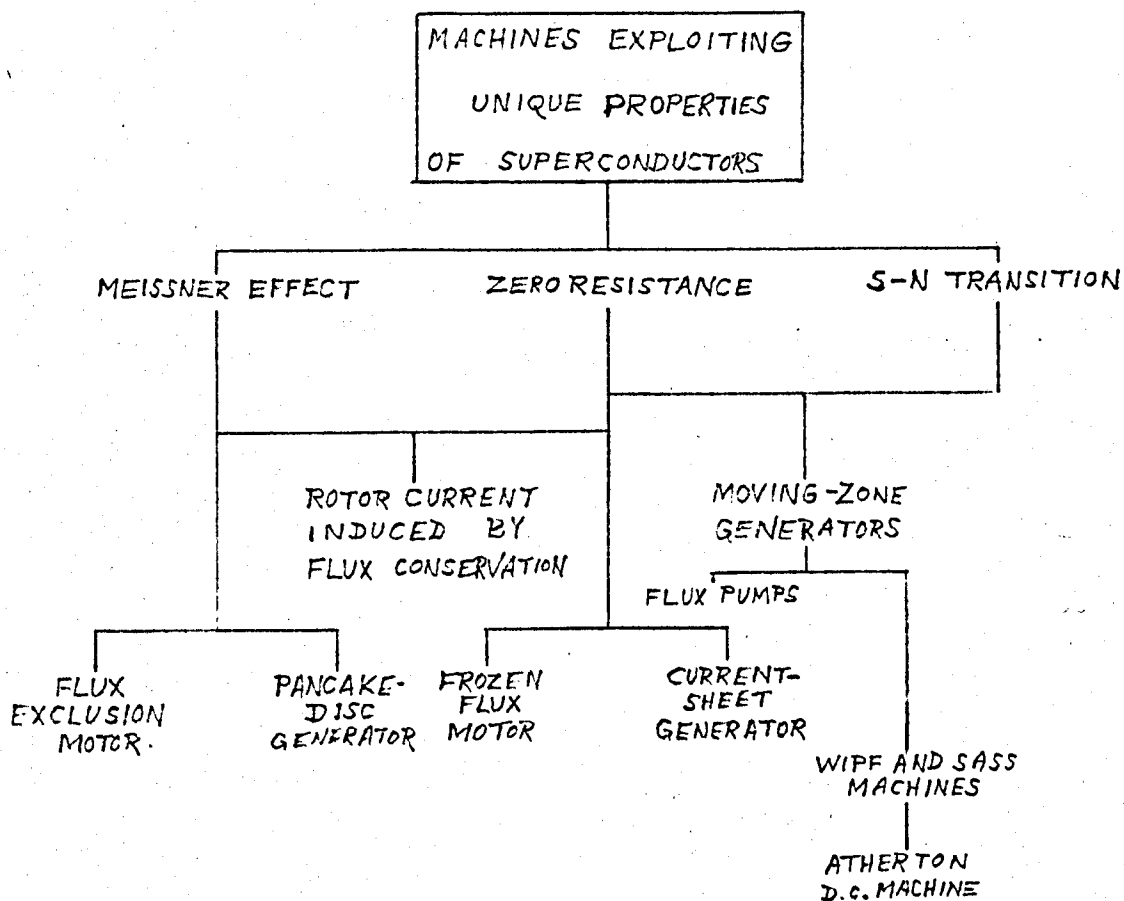 MACHINES EXPLOITING
UNIQUE PROPERTIES
OF SUPERCONDUCTORS
MEISSNER EFFECT
ZERO RESISTANCE
S-N TRANSITION
ROTOR CURRENT
INDUCED BY
FLUX CONSERVATION
MOVING-ZONE
GENERATORS
FLUX PUMPS
FLUX
EXCLUSION
MOTOR.
PANCAKE-
DISC
GENERATOR
FROZEN
FLUX
MOTOR
CURRENT-
SHEET
GENERATOR
WIPF AND SASS
MACHINES
ATHERTON
D.C. MACHINE